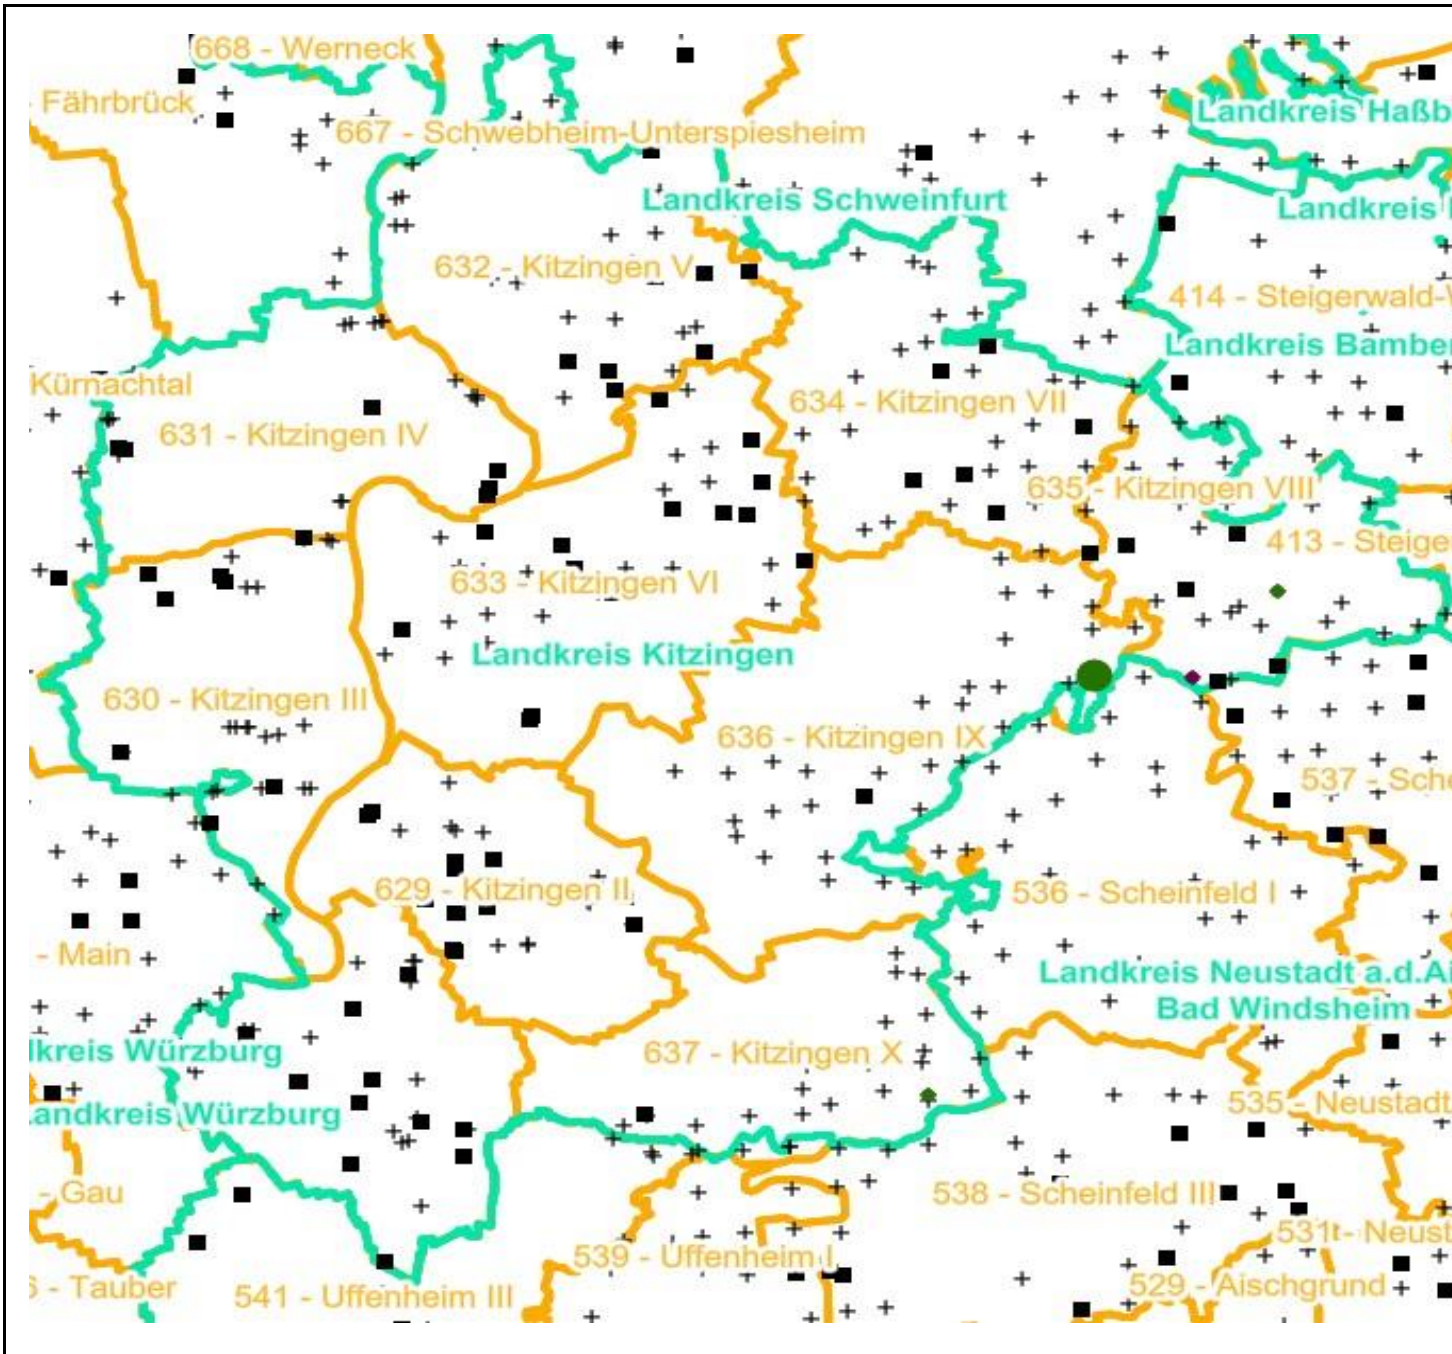 668 - Werneck
- Fährbrück
Landkreis Haßb
667 - Schwebheim-Unterspiesheim
Landkreis Schweinfurt
Landkreis
632 - Kitzingen V
414 - Steigerwald-
Landkreis Bamber
Kürnachtal
634 - Kitzingen VII
631 - Kitzingen IV
635 - Kitzingen VIII
413 - Steige
633 - Kitzingen VI
Landkreis Kitzingen
630 - Kitzingen III
636 - Kitzingen IX
537 - Sche
629 - Kitzingen II
536 - Scheinfeld I
- Main
Landkreis Neustadt a.d.Ai
Bad Windsheim
lkreis Würzburg
637 - Kitzingen X
535 - Neustadt
andkreis Würzburg
- Gau
538 - Scheinfeld III
531 - Neust
539 - Uffenheim I
6 - Tauber
541 - Uffenheim III
529 - Aischgrund